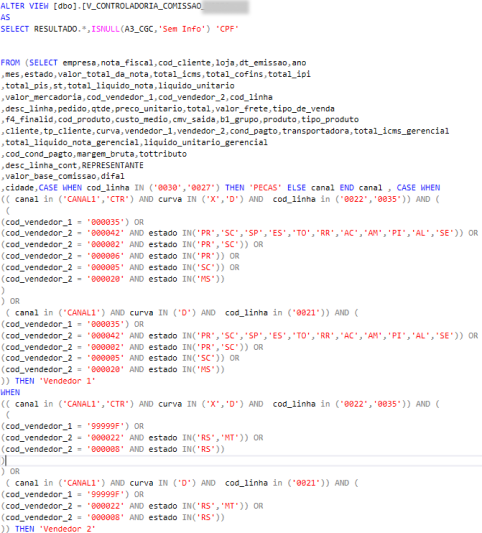 ALTER VIEW [dbo].[V_CONTROLADORIA_COMISSAO
AS
SELECT RESULTADO.*,ISNULL(A3_CGC,'Sem Info') 'CPF'
FROM (SELECT empresa,nota_fiscal,cod_cliente,loja,dt_emissao,ano
,mes,estado,valor_total_da_nota,total_icms,total_cofins,total_ipi
,total_pis,st,total_liquido_nota,liquido_unitario
,valor_mercadoria,cod_vendedor_1,cod_vendedor_2,cod_linha
,desc_linha,pedido,qtde,preco_unitario,total,valor_frete,tipo_de_venda
,f4_finalid,cod_produto,custo_medio,cmv_saida,b1_grupo,produto,tipo_produto
,cliente,tp_cliente,curva,vendedor_1,vendedor_2,cond_pagto,transportadora,total_icms_gerencial
,total_liquido_nota_gerencial,liquido_unitario_gerencial
,cod_cond_pagto,margem_bruta,tottributo
,desc_linha_cont,REPRESENTANTE
,valor_base_comissao,difal
,cidade,CASE WHEN cod_linha IN ('0030','0027') THEN 'PECAS' ELSE canal END canal , CASE WHEN
(( canal in ('CANAL1','CTR') AND curva IN ('X','D') AND  cod_linha in ('0022','0035')) AND (
(
(cod_vendedor_1 = '000035') OR
(cod_vendedor_2 = '000042' AND estado IN('PR','SC','SP','ES','TO','RR','AC','AM','PI','AL','SE')) OR
(cod_vendedor_2 = '000002' AND estado IN('PR','SC')) OR
(cod_vendedor_2 = '000006' AND estado IN('PR')) OR
(cod_vendedor_2 = '000005' AND estado IN('SC')) OR
(cod_vendedor_2 = '000020' AND estado IN('MS'))
)
) OR
( canal in ('CANAL1') AND curva IN ('D') AND  cod_linha in ('0021')) AND (
(cod_vendedor_1 = '000035') OR
(cod_vendedor_2 = '000042' AND estado IN('PR','SC','SP','ES','TO','RR','AC','AM','PI','AL','SE')) OR
(cod_vendedor_2 = '000002' AND estado IN('PR','SC')) OR
(cod_vendedor_2 = '000005' AND estado IN('SC')) OR
(cod_vendedor_2 = '000020' AND estado IN('MS'))
)) THEN 'Vendedor 1'
WHEN
(( canal in ('CANAL1','CTR') AND curva IN ('X','D') AND  cod_linha in ('0022','0035')) AND (
(
(cod_vendedor_1 = '99999F') OR
(cod_vendedor_2 = '000022' AND estado IN('RS','MT')) OR
(cod_vendedor_2 = '000008' AND estado IN('RS'))
)
) OR
( canal in ('CANAL1') AND curva IN ('D') AND  cod_linha in ('0021')) AND (
(cod_vendedor_1 = '99999F') OR
(cod_vendedor_2 = '000022' AND estado IN('RS','MT')) OR
(cod_vendedor_2 = '000008' AND estado IN('RS'))
)) THEN 'Vendedor 2'